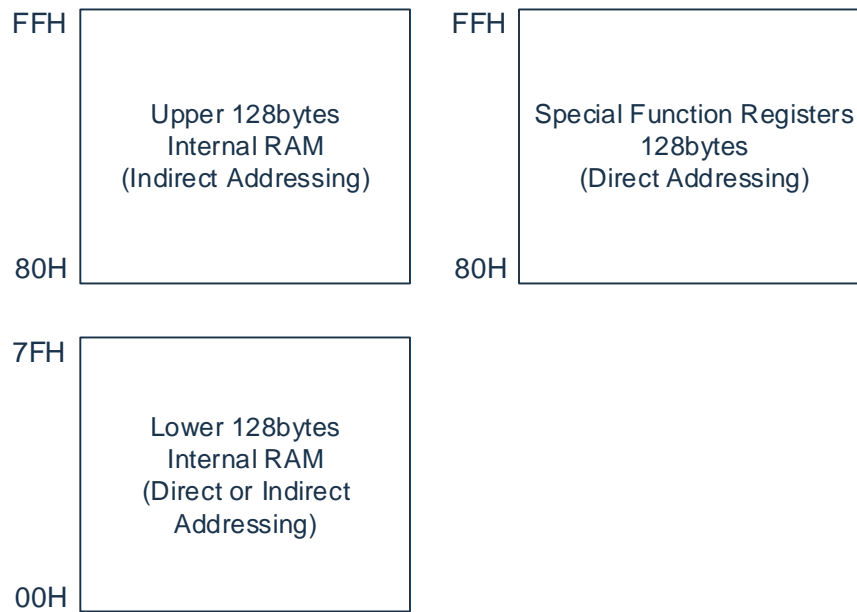 FFH
Upper 128bytes
Internal RAM
(Indirect Addressing)
80H
FFH
Special Function Registers
128bytes
(Direct Addressing)
80H
7FH
Lower 128bytes
Internal RAM
(Direct or Indirect
Addressing)
00H